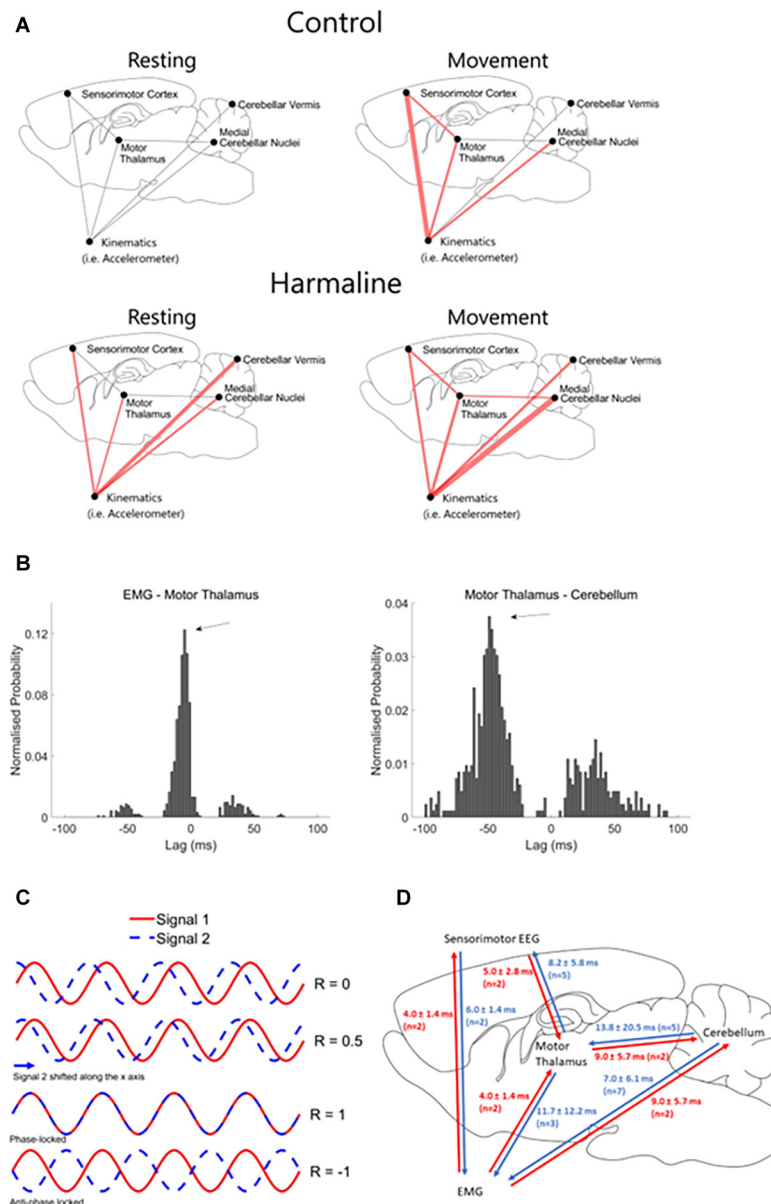 A
Control
Resting
Movement
Sensorimotor Cortex
Cerebellar Vermis
Medial
Cerebellar Nuclei
Motor
Thalamus
Kinematics
(i.e. Accelerometer)
Sensorimotor Cortex
Cerebellar Vermis
Medial
Cerebellar Nuclei
Motor
Thalamus
Kinematics
(i.e. Accelerometer)
Harmaline
Resting
Movement
Sensorimotor Cortex
Cerebellar Vermis
Medial
Cerebellar Nuclei
Motor
Thalamus
Kinematics
(i.e. Accelerometer)
Sensorimotor Cortex
Cerebellar Vermis
Medial
Cerebellar Nuclei
Motor
Thalamus
Kinematics
(i.e. Accelerometer)
B
EMG - Motor Thalamus
Normalised Probability
0.12
0.08
0.04
0
-100 -50 0 50 100
Lag (ms)
Motor Thalamus - Cerebellum
Normalised Probability
0.04
0.03
0.02
0.01
0
-100 -50 0 50 100
Lag (ms)
C
Signal 1
Signal 2
R = 0
R = 0.5
Signal 2 shifted along the x axis
R = 1
Phase-locked
R = -1
Anti-phase locked
D
Sensorimotor EEG
5.0 ± 2.8 ms
(n=2)
8.2 ± 5.8 ms
(n=5)
4.0 ± 1.4 ms
(n=2)
6.0 ± 1.4 ms
(n=2)
13.8 ± 20.5 ms (n=5)
Cerebellum
Motor
Thalamus
9.0 ± 5.7 ms (n=2)
7.0 ± 6.1 ms
(n=7)
9.0 ± 5.7 ms
(n=2)
4.0 ± 1.4 ms
(n=2)
11.7 ± 12.2 ms
(n=3)
EMG